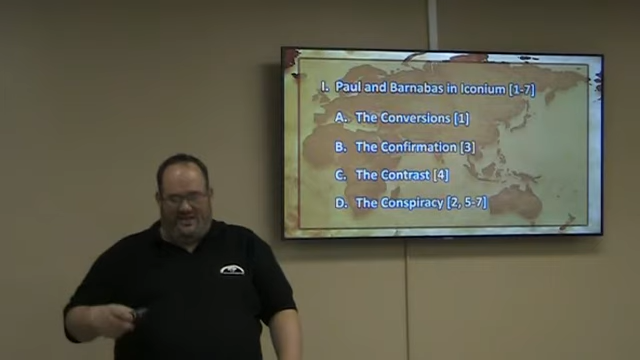 I. Paul and Barnabas in Iconium [1-7]
A. The Conversions [1]
B. The Confirmation [3]
C. The Contrast [4]
D. The Conspiracy [2, 5-7]